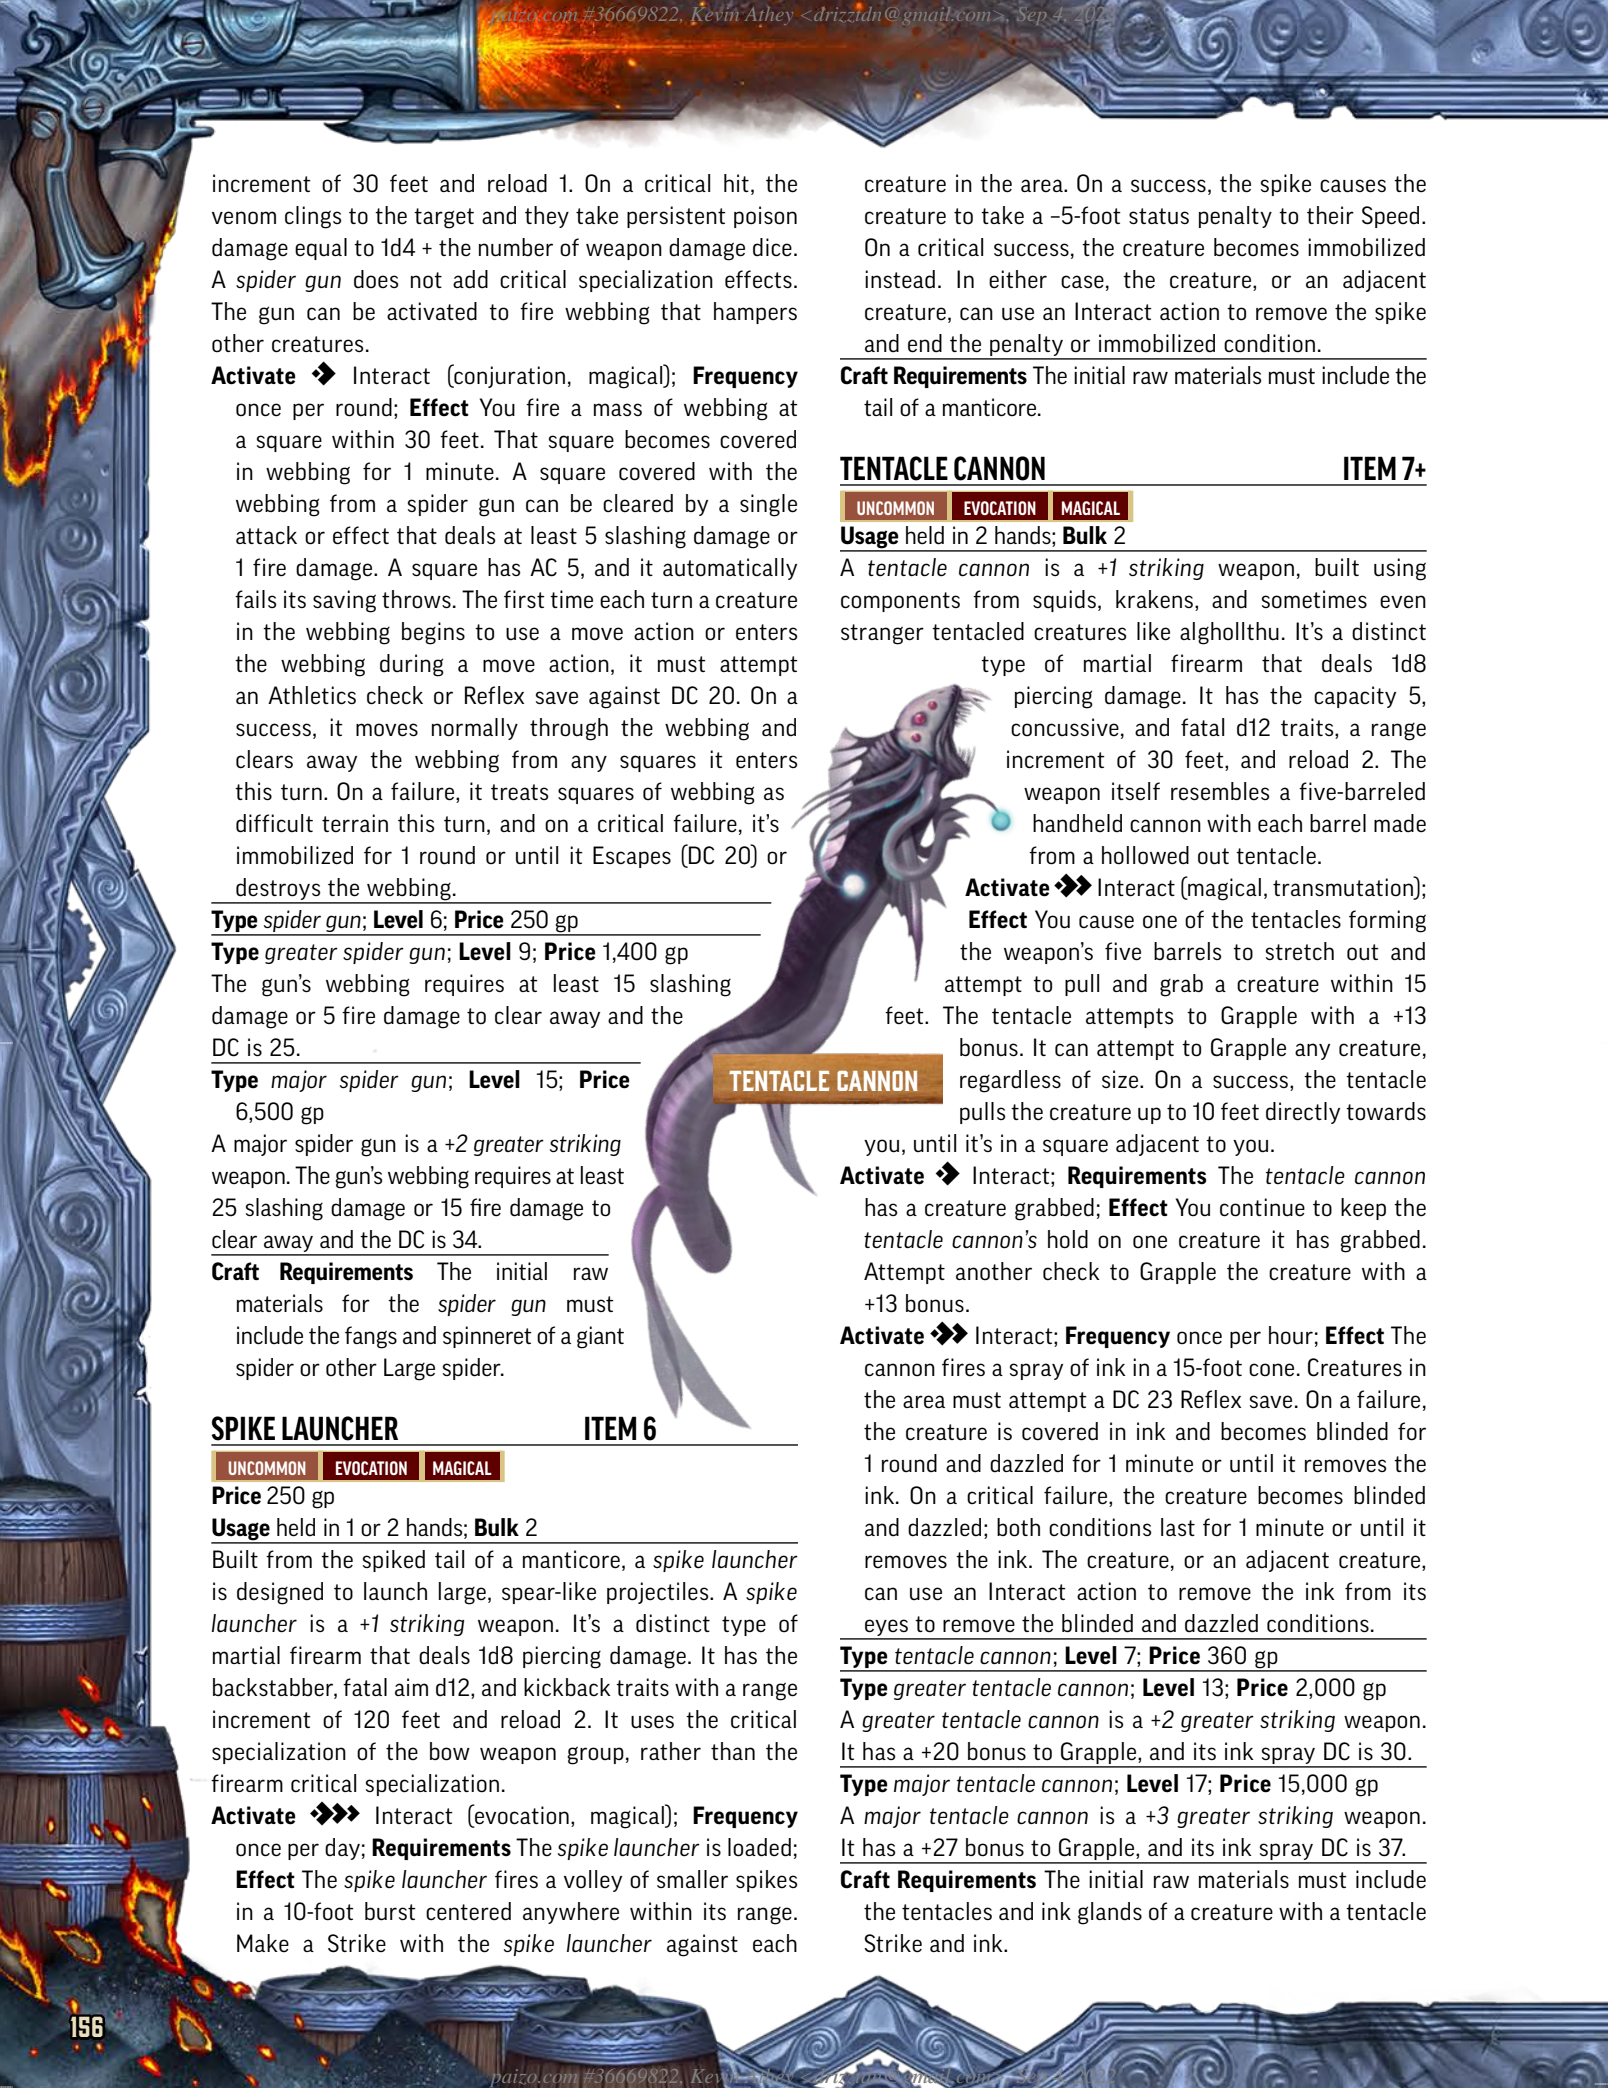 paizo.com #36669822, Kevin Athey <drizztdn@gmail.com>, Sep 4, 202
increment of 30 feet and reload 1. On a critical hit, the
venom clings to the target and they take persistent poison
damage equal to 1d4 + the number of weapon damage dice.
A spider gun does not add critical specialization effects.
The gun can be activated to fire webbing that hampers
other creatures.
Activate Interact (conjuration, magical); Frequency
once per round; Effect You fire a mass of webbing at
a square within 30 feet. That square becomes covered
in webbing for 1 minute. A square covered with the
webbing from a spider gun can be cleared by a single
attack or effect that deals at least 5 slashing damage or
1 fire damage. A square has AC 5, and it automatically
fails its saving throws. The first time each turn a creature
in the webbing begins to use a move action or enters
the webbing during a move action, it must attempt
an Athletics check or Reflex save against DC 20. On a
success, it moves normally through the webbing and
clears away the webbing from any squares it enters
this turn. On a failure, it treats squares of webbing as
difficult terrain this turn, and on a critical failure, it's
immobilized for 1 round or until it Escapes (DC 20) or
destroys the webbing.
Type spider gun; Level 6; Price 250 gp
Type greater spider gun; Level 9; Price 1,400 gp
The gun's webbing requires at least 15 slashing
damage or 5 fire damage to clear away and the
DC is 25.
Type major spider gun; Level 15; Price
6,500 gp
A major spider gun is a +2 greater striking
weapon. The gun's webbing requires at least
25 slashing damage or 15 fire damage to
clear away and the DC is 34.
Craft Requirements The initial raw
materials for the spider gun must
include the fangs and spinneret of a giant
spider or other Large spider.
SPIKE LAUNCHER ITEM 6
UNCOMMON EVOCATION MAGICAL
Price 250 gp
Usage held in 1 or 2 hands; Bulk 2
Built from the spiked tail of a manticore, a spike launcher
is designed to launch large, spear-like projectiles. A spike
launcher is a +1 striking weapon. It's a distinct type of
martial firearm that deals 1d8 piercing damage. It has the
backstabber, fatal aim d12, and kickback traits with a range
increment of 120 feet and reload 2. It uses the critical
specialization of the bow weapon group, rather than the
firearm critical specialization.
Activate Interact (evocation, magical); Frequency
once per day; Requirements The spike launcher is loaded;
Effect The spike launcher fires a volley of smaller spikes
in a 10-foot burst centered anywhere within its range.
Make a Strike with the spike launcher against each
creature in the area. On a success, the spike causes the
creature to take a –5-foot status penalty to their Speed.
On a critical success, the creature becomes immobilized
instead. In either case, the creature, or an adjacent
creature, can use an Interact action to remove the spike
and end the penalty or immobilized condition.
Craft Requirements The initial raw materials must include the
tail of a manticore.
TENTACLE CANNON ITEM 7+
UNCOMMON EVOCATION MAGICAL
Usage held in 2 hands; Bulk 2
A tentacle cannon is a +1 striking weapon, built using
components from squids, krakens, and sometimes even
stranger tentacled creatures like alghollthu. It's a distinct
type of martial firearm that deals 1d8
piercing damage. It has the capacity 5,
concussive, and fatal d12 traits, a range
increment of 30 feet, and reload 2. The
weapon itself resembles a five-barreled
handheld cannon with each barrel made
from a hollowed out tentacle.
Activate Interact (magical, transmutation);
Effect You cause one of the tentacles forming
the weapon's five barrels to stretch out and
attempt to pull and grab a creature within 15
feet. The tentacle attempts to Grapple with a +13
bonus. It can attempt to Grapple any creature,
regardless of size. On a success, the tentacle
pulls the creature up to 10 feet directly towards
you, until it's in a square adjacent to you.
TENTACLE CANNON
Activate Interact; Requirements The tentacle cannon
has a creature grabbed; Effect You continue to keep the
tentacle cannon's hold on one creature it has grabbed.
Attempt another check to Grapple the creature with a
+13 bonus.
Activate Interact; Frequency once per hour; Effect The
cannon fires a spray of ink in a 15-foot cone. Creatures in
the area must attempt a DC 23 Reflex save. On a failure,
the creature is covered in ink and becomes blinded for
1 round and dazzled for 1 minute or until it removes the
ink. On a critical failure, the creature becomes blinded
and dazzled; both conditions last for 1 minute or until it
removes the ink. The creature, or an adjacent creature,
can use an Interact action to remove the ink from its
eyes to remove the blinded and dazzled conditions.
Type tentacle cannon; Level 7; Price 360 gp
Type greater tentacle cannon; Level 13; Price 2,000 gp
A greater tentacle cannon is a +2 greater striking weapon.
It has a +20 bonus to Grapple, and its ink spray DC is 30.
Type major tentacle cannon; Level 17; Price 15,000 gp
A major tentacle cannon is a +3 greater striking weapon.
It has a +27 bonus to Grapple, and its ink spray DC is 37.
Craft Requirements The initial raw materials must include
the tentacles and ink glands of a creature with a tentacle
Strike and ink.
156
paizo.com #36669822, Kevin Athey <drizztdn@gmail.com>, Sep 4, 202